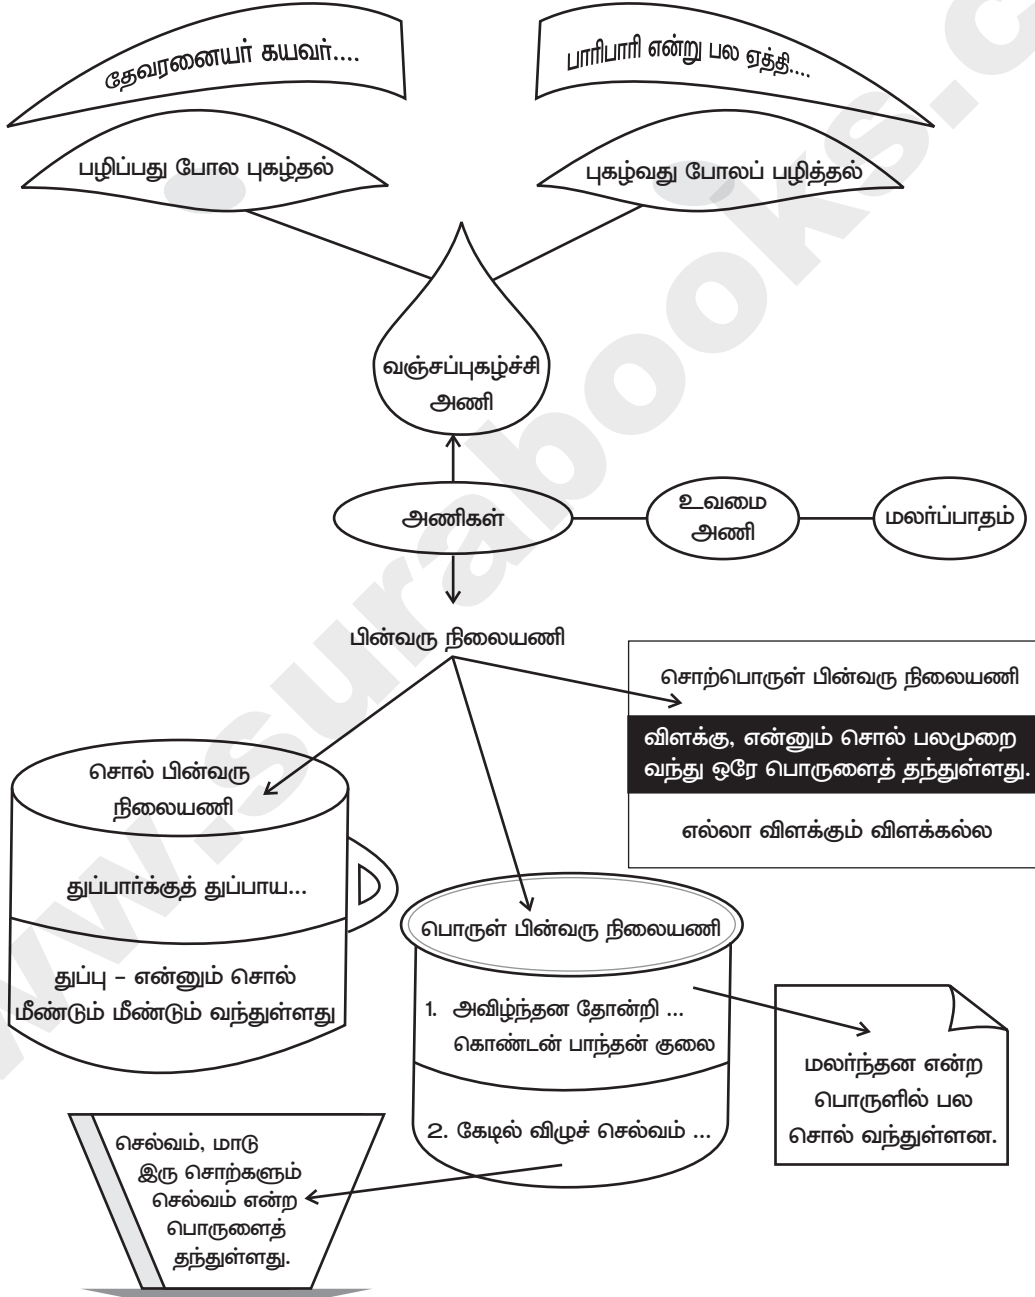 தேவரனையர் கயவர்....
பாரிபாரி என்று பல ஏத்தி....
பழிப்பது போல புகழ்தல்
புகழ்வது போலப் பழித்தல்
வஞ்சப்புகழ்ச்சி
அணி
அணிகள்
உவமை
அணி
மலர்ப்பாதம்
பின்வரு நிலையணி
சொற்பொருள் பின்வரு நிலையணி
விளக்கு, என்னும் சொல் பலமுறை
வந்து ஒரே பொருளைத் தந்துள்ளது.
எல்லா விளக்கும் விளக்கல்ல
சொல் பின்வரு
நிலையணி
துப்பார்க்குத் துப்பாய...
துப்பு – என்னும் சொல்
மீண்டும் மீண்டும் வந்துள்ளது
பொருள் பின்வரு நிலையணி
1. அவிழ்ந்தன தோன்றி ...
கொண்டன் பாந்தன் குலை
2. கேடில் விழுச் செல்வம் ...
மலர்ந்தன என்ற
பொருளில் பல
சொல் வந்துள்ளன.
செல்வம், மாடு
இரு சொற்களும்
செல்வம் என்ற
பொருளைத்
தந்துள்ளது.
www.surabooks.c